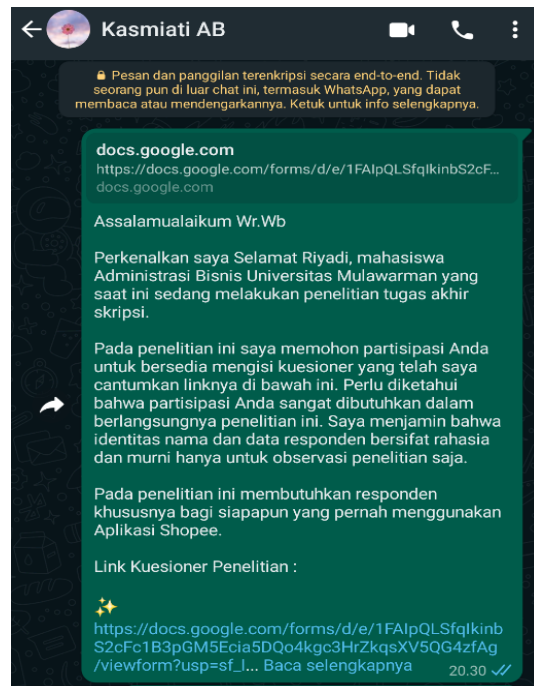 Kasmiati AB
Pesan dan panggilan terenkripsi secara end-to-end. Tidak
seorang pun di luar chat ini, termasuk WhatsApp, yang dapat
membaca atau mendengarkannya. Ketuk untuk info selengkapnya.
docs.google.com
https://docs.google.com/forms/d/e/1FAIpQLSfqIkinbS2cF...
docs.google.com
Assalamualaikum Wr.Wb
Perkenalkan saya Selamat Riyadi, mahasiswa
Administrasi Bisnis Universitas Mulawarman yang
saat ini sedang melakukan penelitian tugas akhir
skripsi.
Pada penelitian ini saya memohon partisipasi Anda
untuk bersedia mengisi kuesioner yang telah saya
cantumkan linknya di bawah ini. Perlu diketahui
bahwa partisipasi Anda sangat dibutuhkan dalam
berlangsungnya penelitian ini. Saya menjamin bahwa
identitas nama dan data responden bersifat rahasia
dan murni hanya untuk observasi penelitian saja.
Pada penelitian ini membutuhkan responden
khususnya bagi siapapun yang pernah menggunakan
Aplikasi Shopee.
Link Kuesioner Penelitian :
https://docs.google.com/forms/d/e/1FAIpQLSfqIkinb
S2cFc1B3pGM5Ecia5DQo4kgc3HrZkqsXV5QG4zfAg
/viewform?usp=sf_l... Baca selengkapnya
20.30